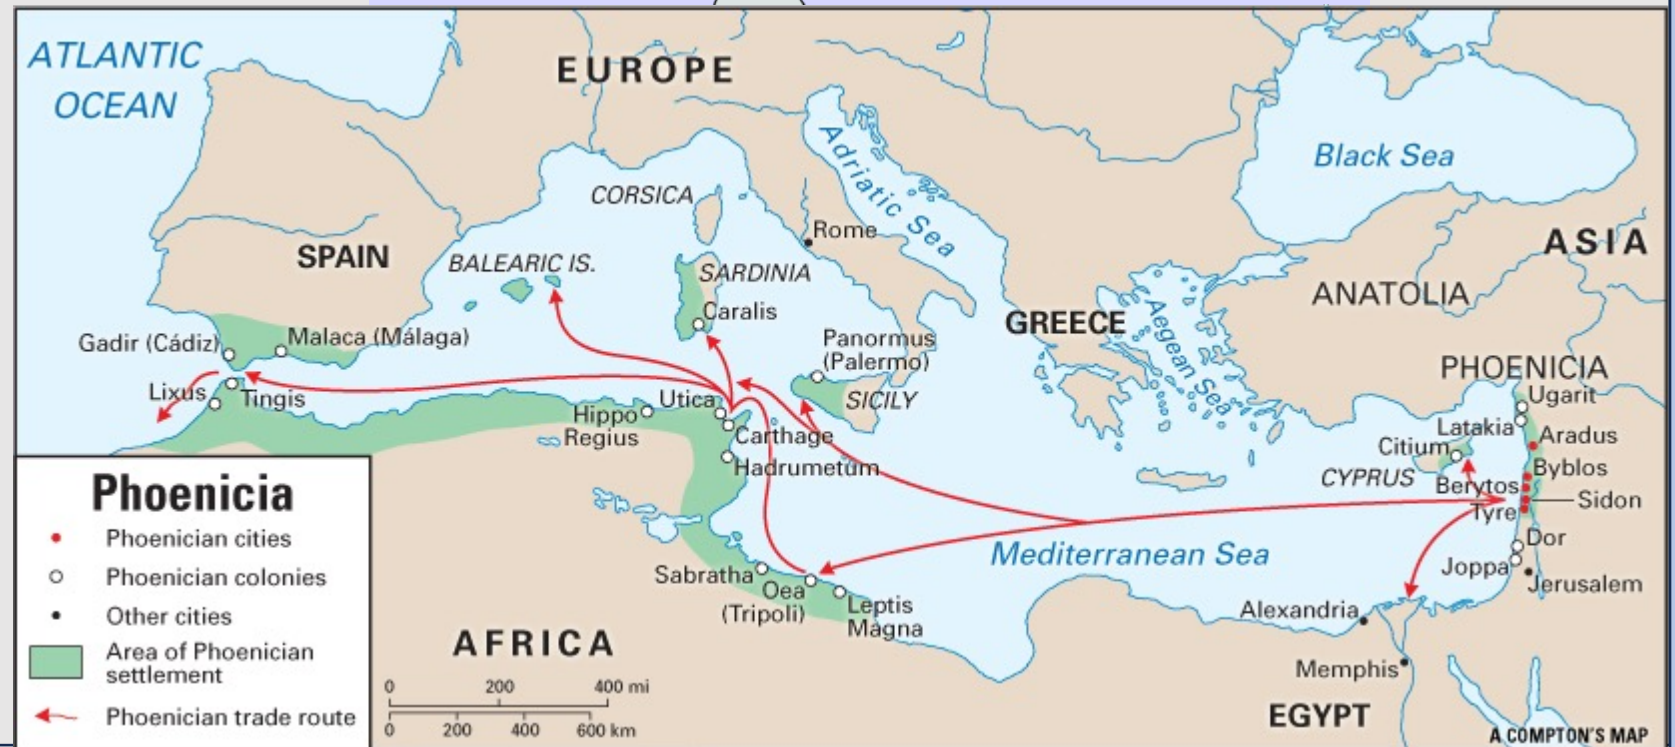 ATLANTIC
OCEAN
EUROPE
Black Sea
Adriatic Sea
CORSICA
Rome
SPAIN
BALEARIC IS.
SARDINIA
Caralis
ASIA
ANATOLIA
GREECE
Aegean Sea
Gadir (Cádiz)
Malaca (Málaga)
Panormus
(Palermo)
SICILY
PHOENICIA
Ugarit
Lixus
Tingis
Hippo
Regius
Utica
Carthage
Hadrumetum
Latakia
Citium
CYPRUS
Aradus
Byblos
Berytos
Sidon
Tyre
Dor
Joppa
Jerusalem
Mediterranean Sea
Sabratha
Oea
(Tripoli)
Leptis
Magna
Alexandria
Memphis
AFRICA
EGYPT
Phoenicia
Phoenician cities
Phoenician colonies
Other cities
Area of Phoenician
settlement
Phoenician trade route
0 200 400 mi
0 200 400 600 km
A COMPTON'S MAP